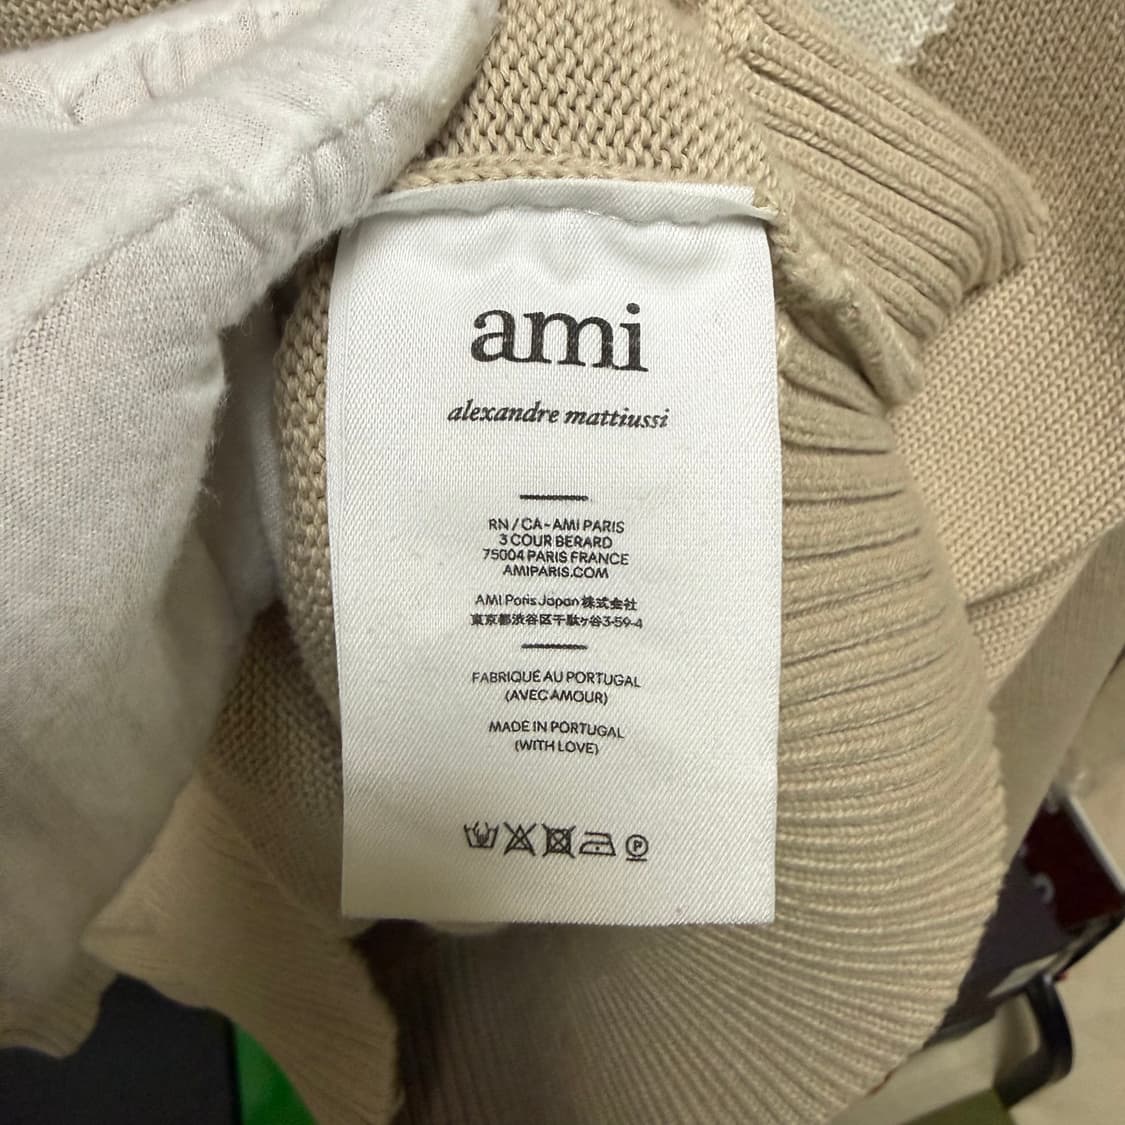 ami
alexandre mattiussi
RN / CA - AMI PARIS
3 COUR BERARD
75004 PARIS FRANCE
AMIPARIS.COM
AMI Paris Japan 株式会社
東京都渋谷区千駄ヶ谷3-59-4
FABRIQUÉ AU PORTUGAL
(AVEC AMOUR)
MADE IN PORTUGAL
(WITH LOVE)
P